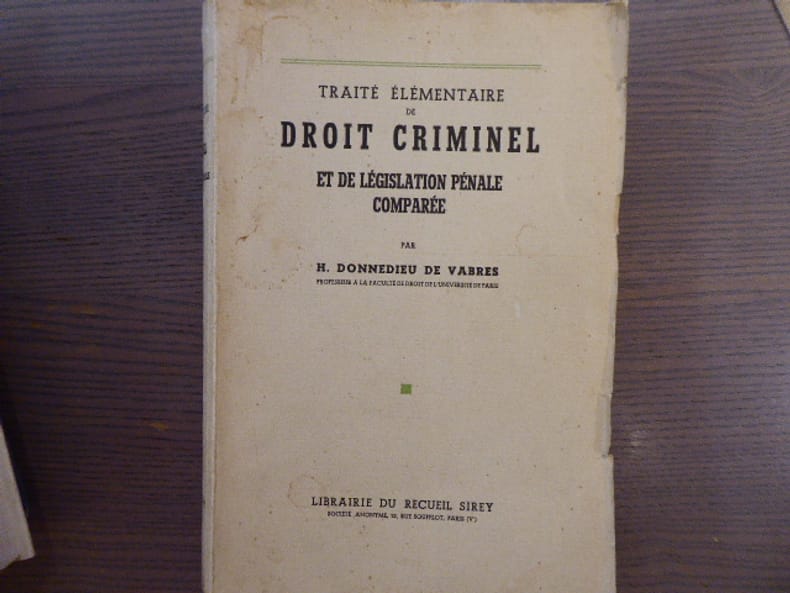 TRAITÉ ÉLÉMENTAIRE
DE
DROIT CRIMINEL
ET DE LÉGISLATION PÉNALE
COMPARÉE
PAR
H. DONNEDIEU DE VABRES
PROFESSEUR A LA FACULTÉ DE DROIT DE L'UNIVERSITÉ DE PARIS
LIBRAIRIE DU RECUEIL SIREY
SOCIÉTÉ ANONYME, RUE SOUFFLOT, PARIS (Vᵉ)